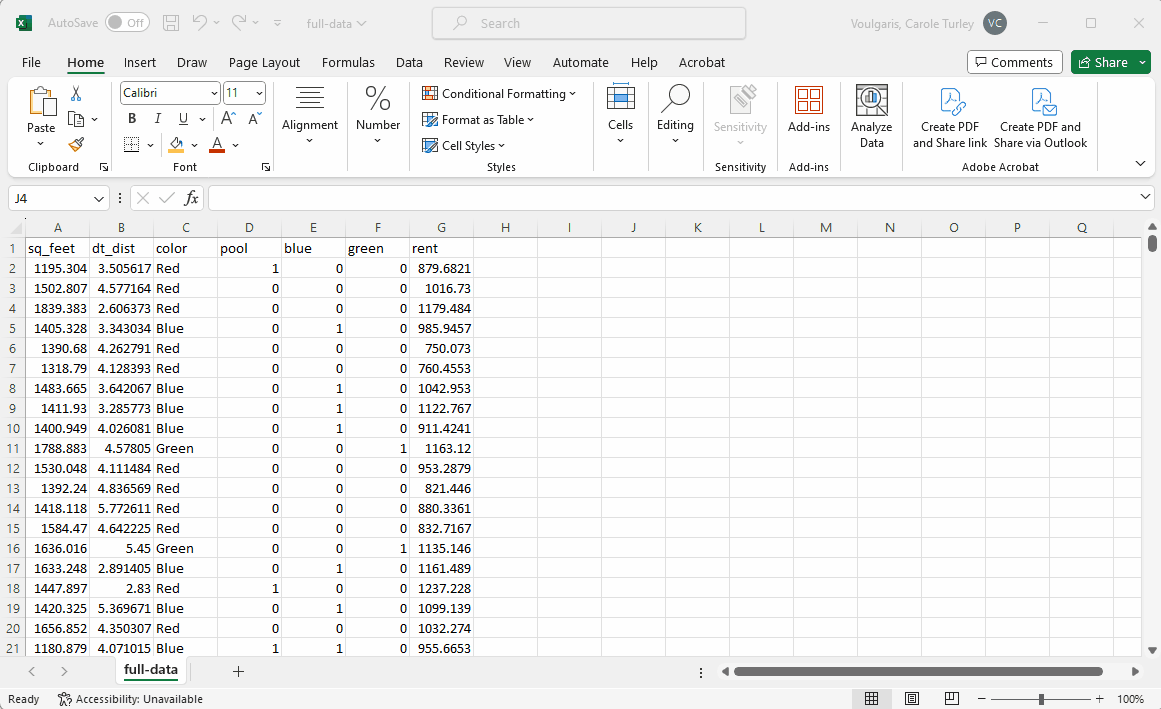 AutoSave Off full-data Search Voulgaris, Carole Turley VC
File Home Insert Draw Page Layout Formulas Data Review View Automate Help Acrobat Comments Share
Paste
Clipboard
Calibri 11
B I U A A
A
Font
Alignment
Number
Conditional Formatting
Format as Table
Cell Styles
Styles
Cells
Editing
Sensitivity
Sensitivity
Add-ins
Add-ins
Analyze
Data
Create PDF
and Share link
Create PDF and
Share via Outlook
Adobe Acrobat
J4 fx
A B C D E F G H I J K L M N O P Q
1 sq_feet dt_dist color pool blue green rent
2 1195.304 3.505617 Red 1 0 0 879.6821
3 1502.807 4.577164 Red 0 0 0 1016.73
4 1839.383 2.606373 Red 0 0 0 1179.484
5 1405.328 3.343034 Blue 0 1 0 985.9457
6 1390.68 4.262791 Red 0 0 0 750.073
7 1318.79 4.128393 Red 0 0 0 760.4553
8 1483.665 3.642067 Blue 0 1 0 1042.953
9 1411.93 3.285773 Blue 0 1 0 1122.767
10 1400.949 4.026081 Blue 0 1 0 911.4241
11 1788.883 4.57805 Green 0 0 1 1163.12
12 1530.048 4.111484 Red 0 0 0 953.2879
13 1392.24 4.836569 Red 0 0 0 821.446
14 1418.118 5.772611 Red 0 0 0 880.3361
15 1584.47 4.642225 Red 0 0 0 832.7167
16 1636.016 5.45 Green 0 0 1 1135.146
17 1633.248 2.891405 Blue 0 1 0 1161.489
18 1447.897 2.83 Red 1 0 0 1237.228
19 1420.325 5.369671 Blue 0 1 0 1099.139
20 1656.852 4.350307 Red 0 0 0 1032.274
21 1180.879 4.071015 Blue 1 1 0 955.6653
full-data
Ready Accessibility: Unavailable 100%